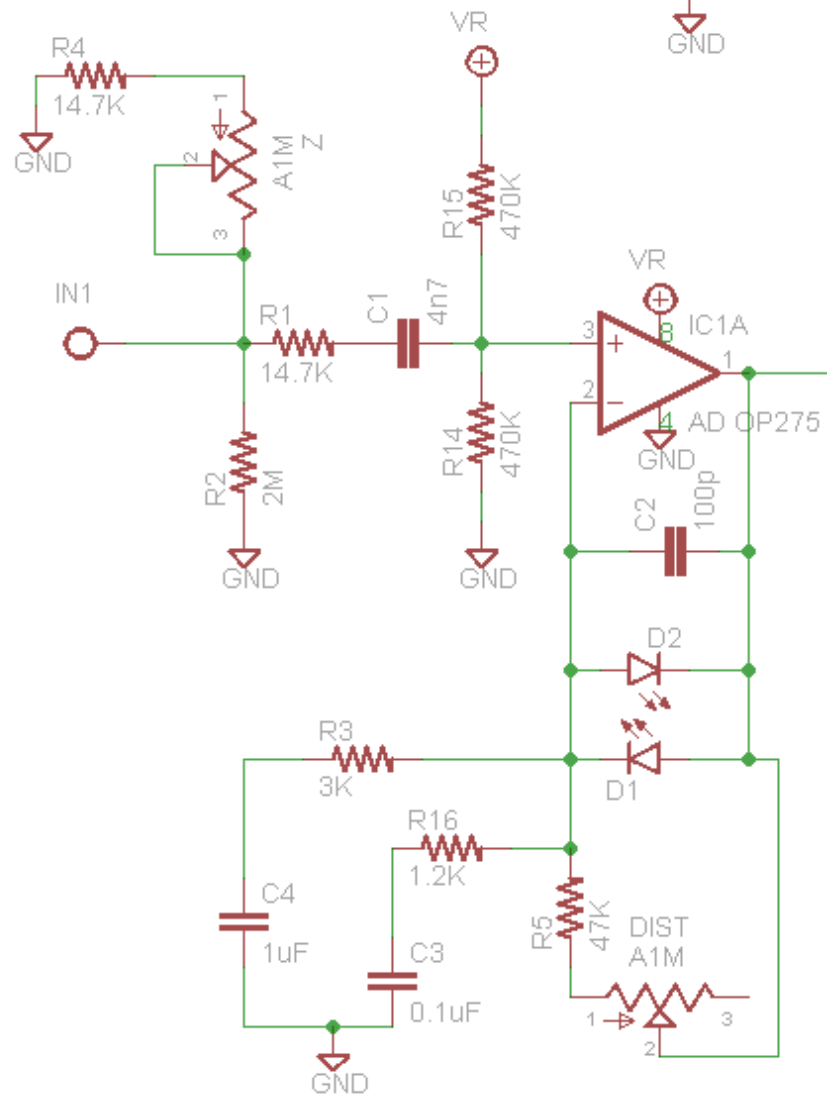 GND
R4
14.7K
GND
1
2
3
A1M
Z
VR
R15
470K
IN1
R1
14.7K
C1
4n7
VR
8
IC1A
3
+
1
2
-
4
AD OP275
GND
R2
2M
GND
R14
470K
GND
C2
100p
D2
D1
R3
3K
R16
1.2K
C4
1uF
C3
0.1uF
GND
R5
47K
DIST
A1M
1
2
3